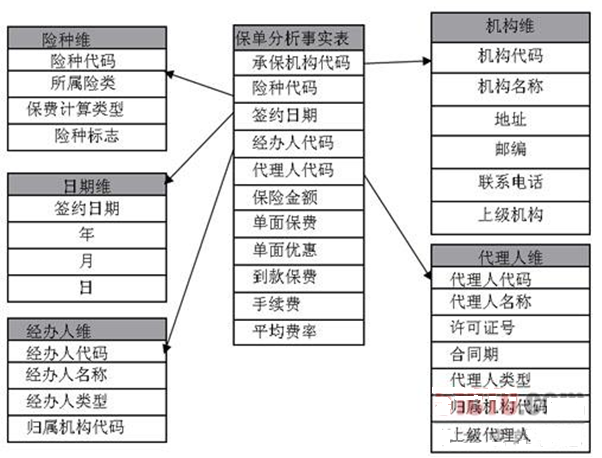 险种维
险种代码
所属险类
保费计算类型
险种标志
日期维
签约日期
年
月
日
经办人维
经办人代码
经办人名称
经办人类型
归属机构代码
保单分析事实表
承保机构代码
险种代码
签约日期
经办人代码
代理人代码
保险金额
单面保费
单面优惠
到款保费
手续费
平均费率
机构维
机构代码
机构名称
地址
邮编
联系电话
上级机构
代理人维
代理人代码
代理人名称
许可证号
合同期
代理人类型
归属机构代码
上级代理人